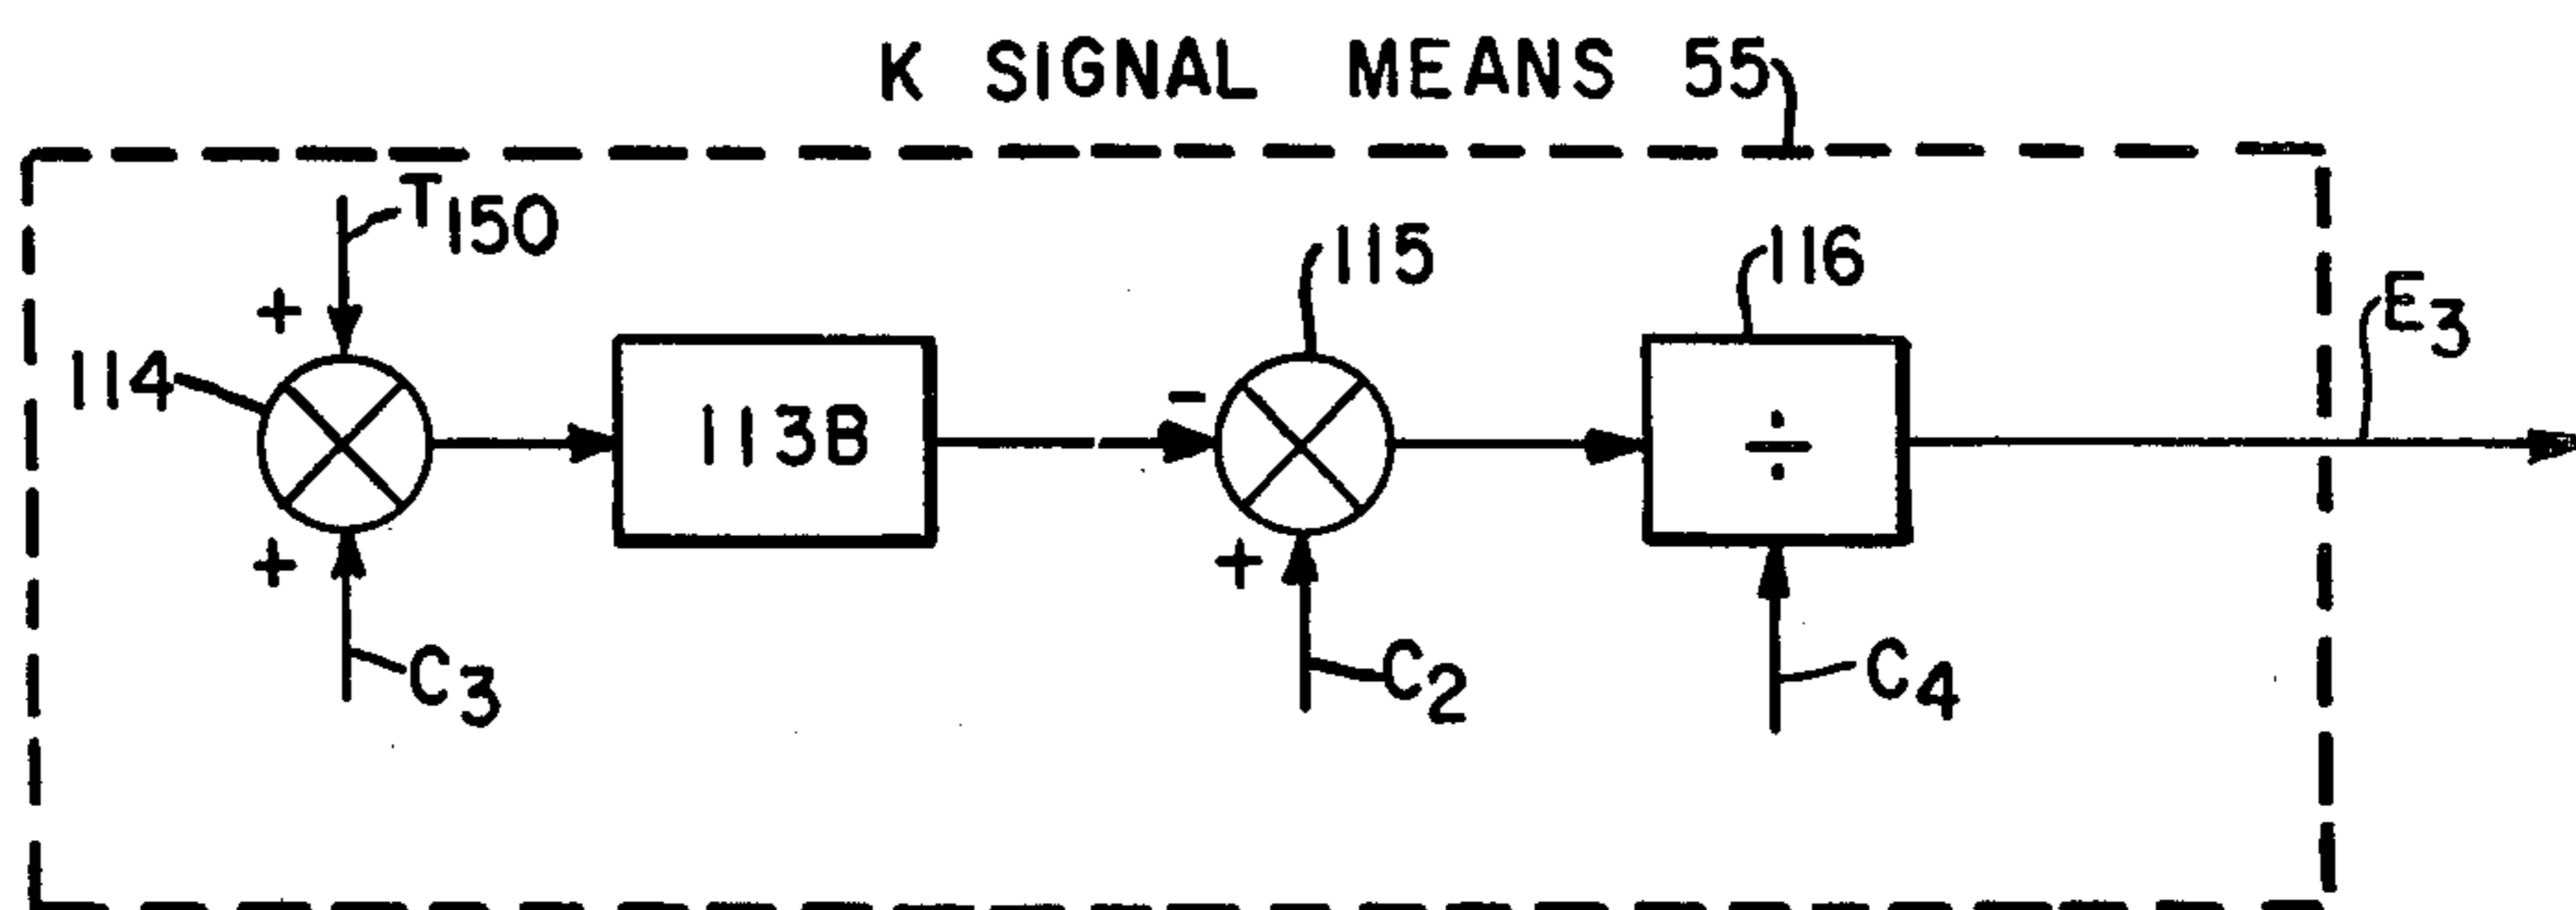 K SIGNAL MEANS 55
T150
+
114
+
C3
113B
-
115
+
C2
116
÷
C4
E3